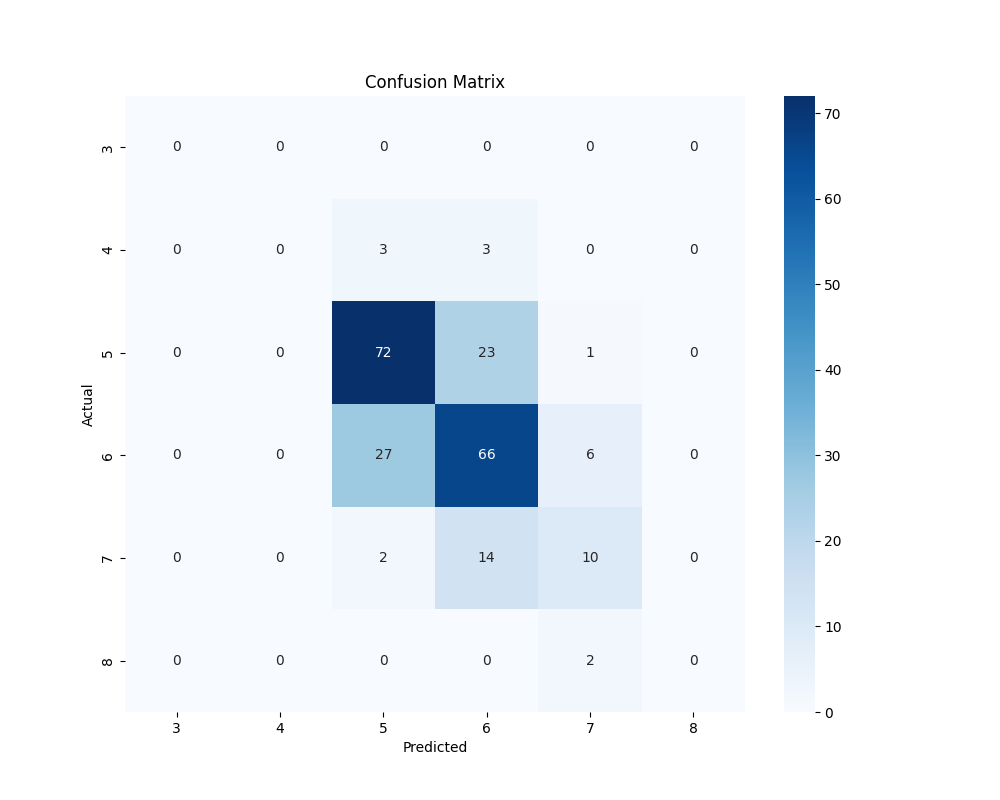 Confusion Matrix
3 0 0 0 0 0 0
4 0 0 3 3 0 0
5 0 0 72 23 1 0
6 0 0 27 66 6 0
7 0 0 2 14 10 0
8 0 0 0 0 2 0
3 4 5 6 7 8
Predicted
Actual
70
60
50
40
30
20
10
0